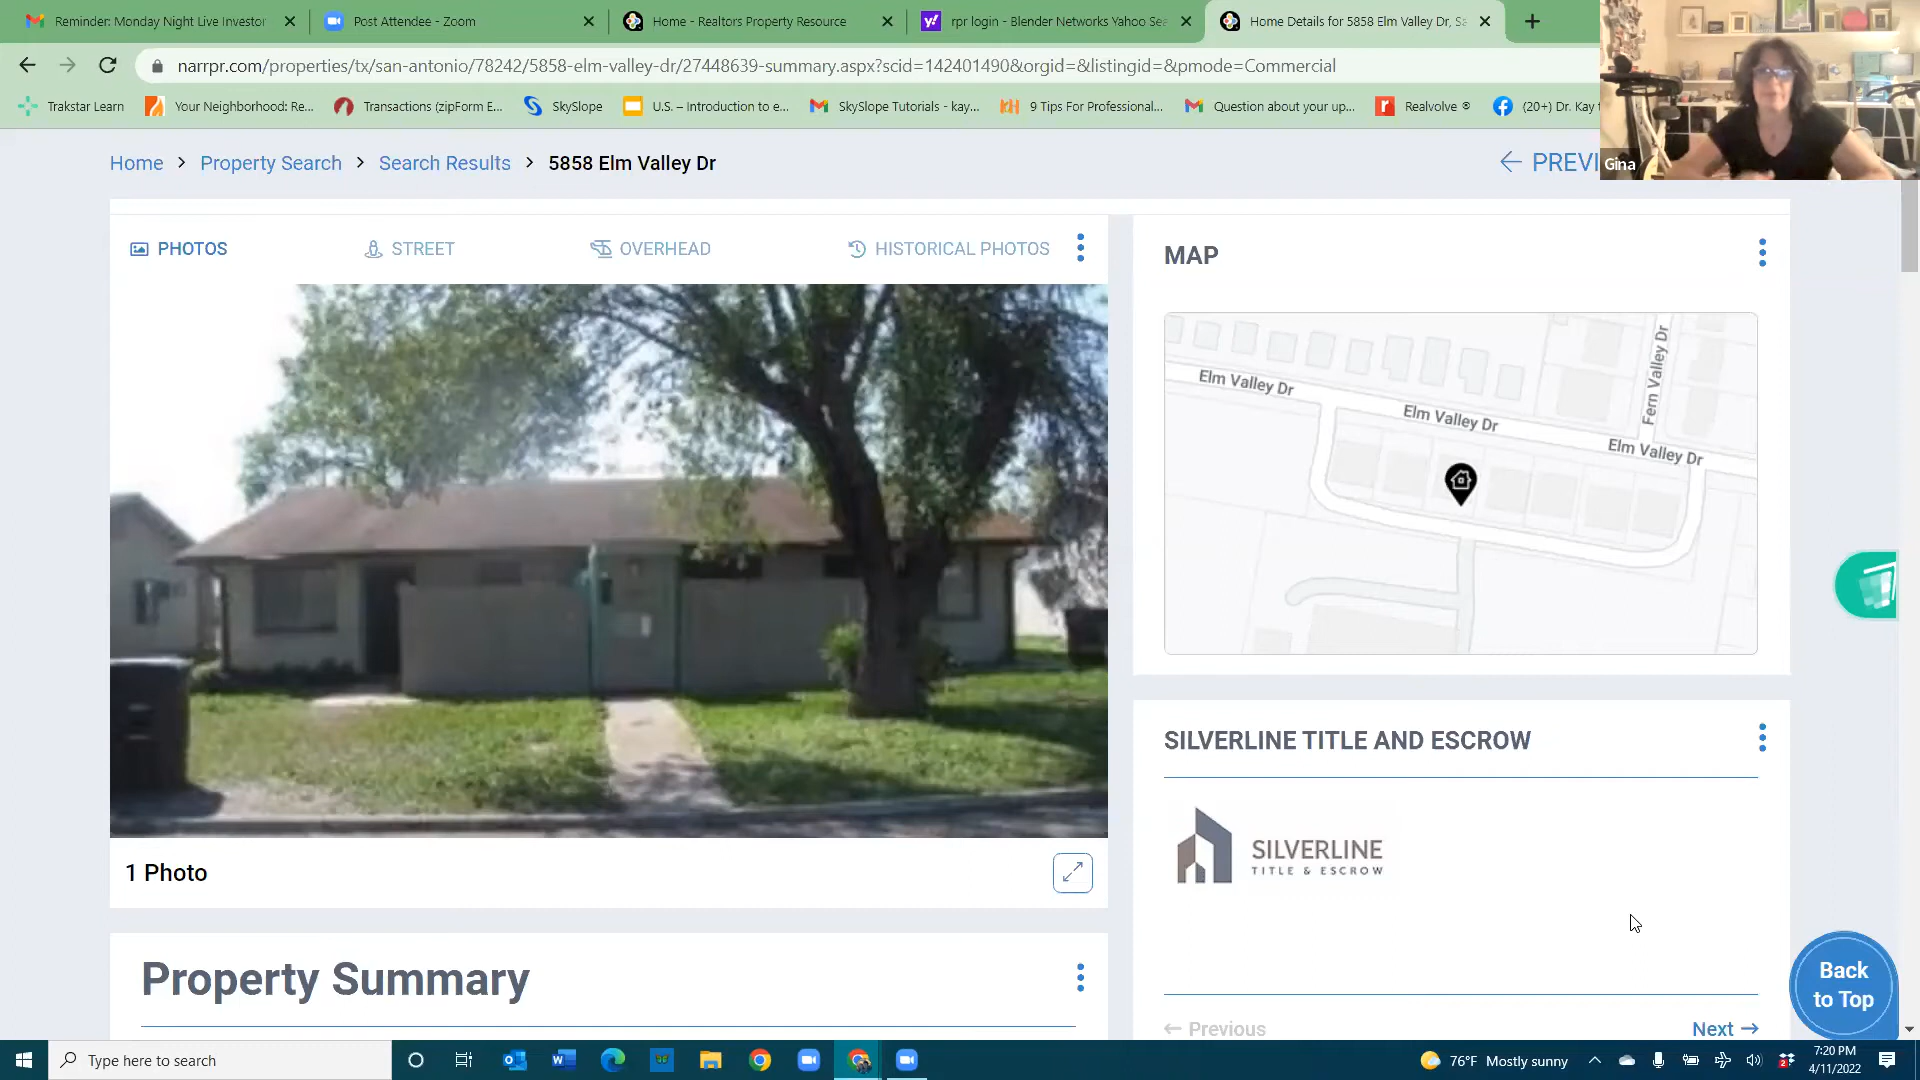 Reminder: Monday Night Live Investor
Post Attendee - Zoom
Home - Realtors Property Resource
rpr login - Blender Networks Yahoo Sea
Home Details for 5858 Elm Valley Dr, Sa
narrpr.com/properties/tx/san-antonio/78242/5858-elm-valley-dr/27448639-summary.aspx?scid=142401490&orgid=&listingid=&pmode=Commercial
Trakstar Learn
Your Neighborhood: Re...
Transactions (zipForm E...
SkySlope
U.S. – Introduction to e...
SkySlope Tutorials - kay...
9 Tips For Professional...
Question about your up...
Realvolve ®
(20+) Dr. Kay
Gina
Home > Property Search > Search Results > 5858 Elm Valley Dr
← PREVI
PHOTOS
STREET
OVERHEAD
HISTORICAL PHOTOS
MAP
Elm Valley Dr
Elm Valley Dr
Fern Valley Dr
Elm Valley Dr
1 Photo
SILVERLINE TITLE AND ESCROW
SILVERLINE
TITLE & ESCROW
← Previous
Next →
Property Summary
Back
to Top
Type here to search
76°F Mostly sunny
7:20 PM
4/11/2022